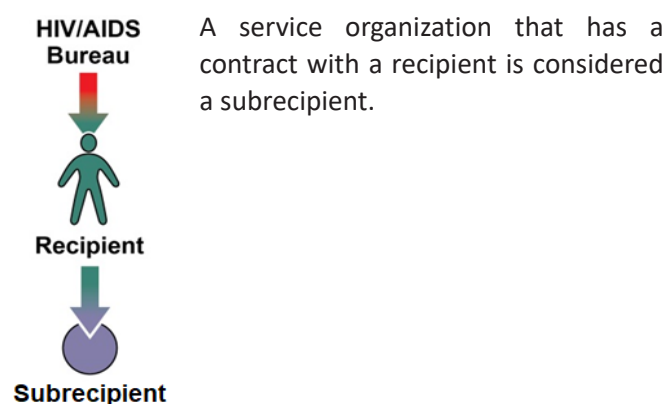 HIV/AIDS
Bureau
Recipient
Subrecipient
A service organization that has a
contract with a recipient is considered
a subrecipient.